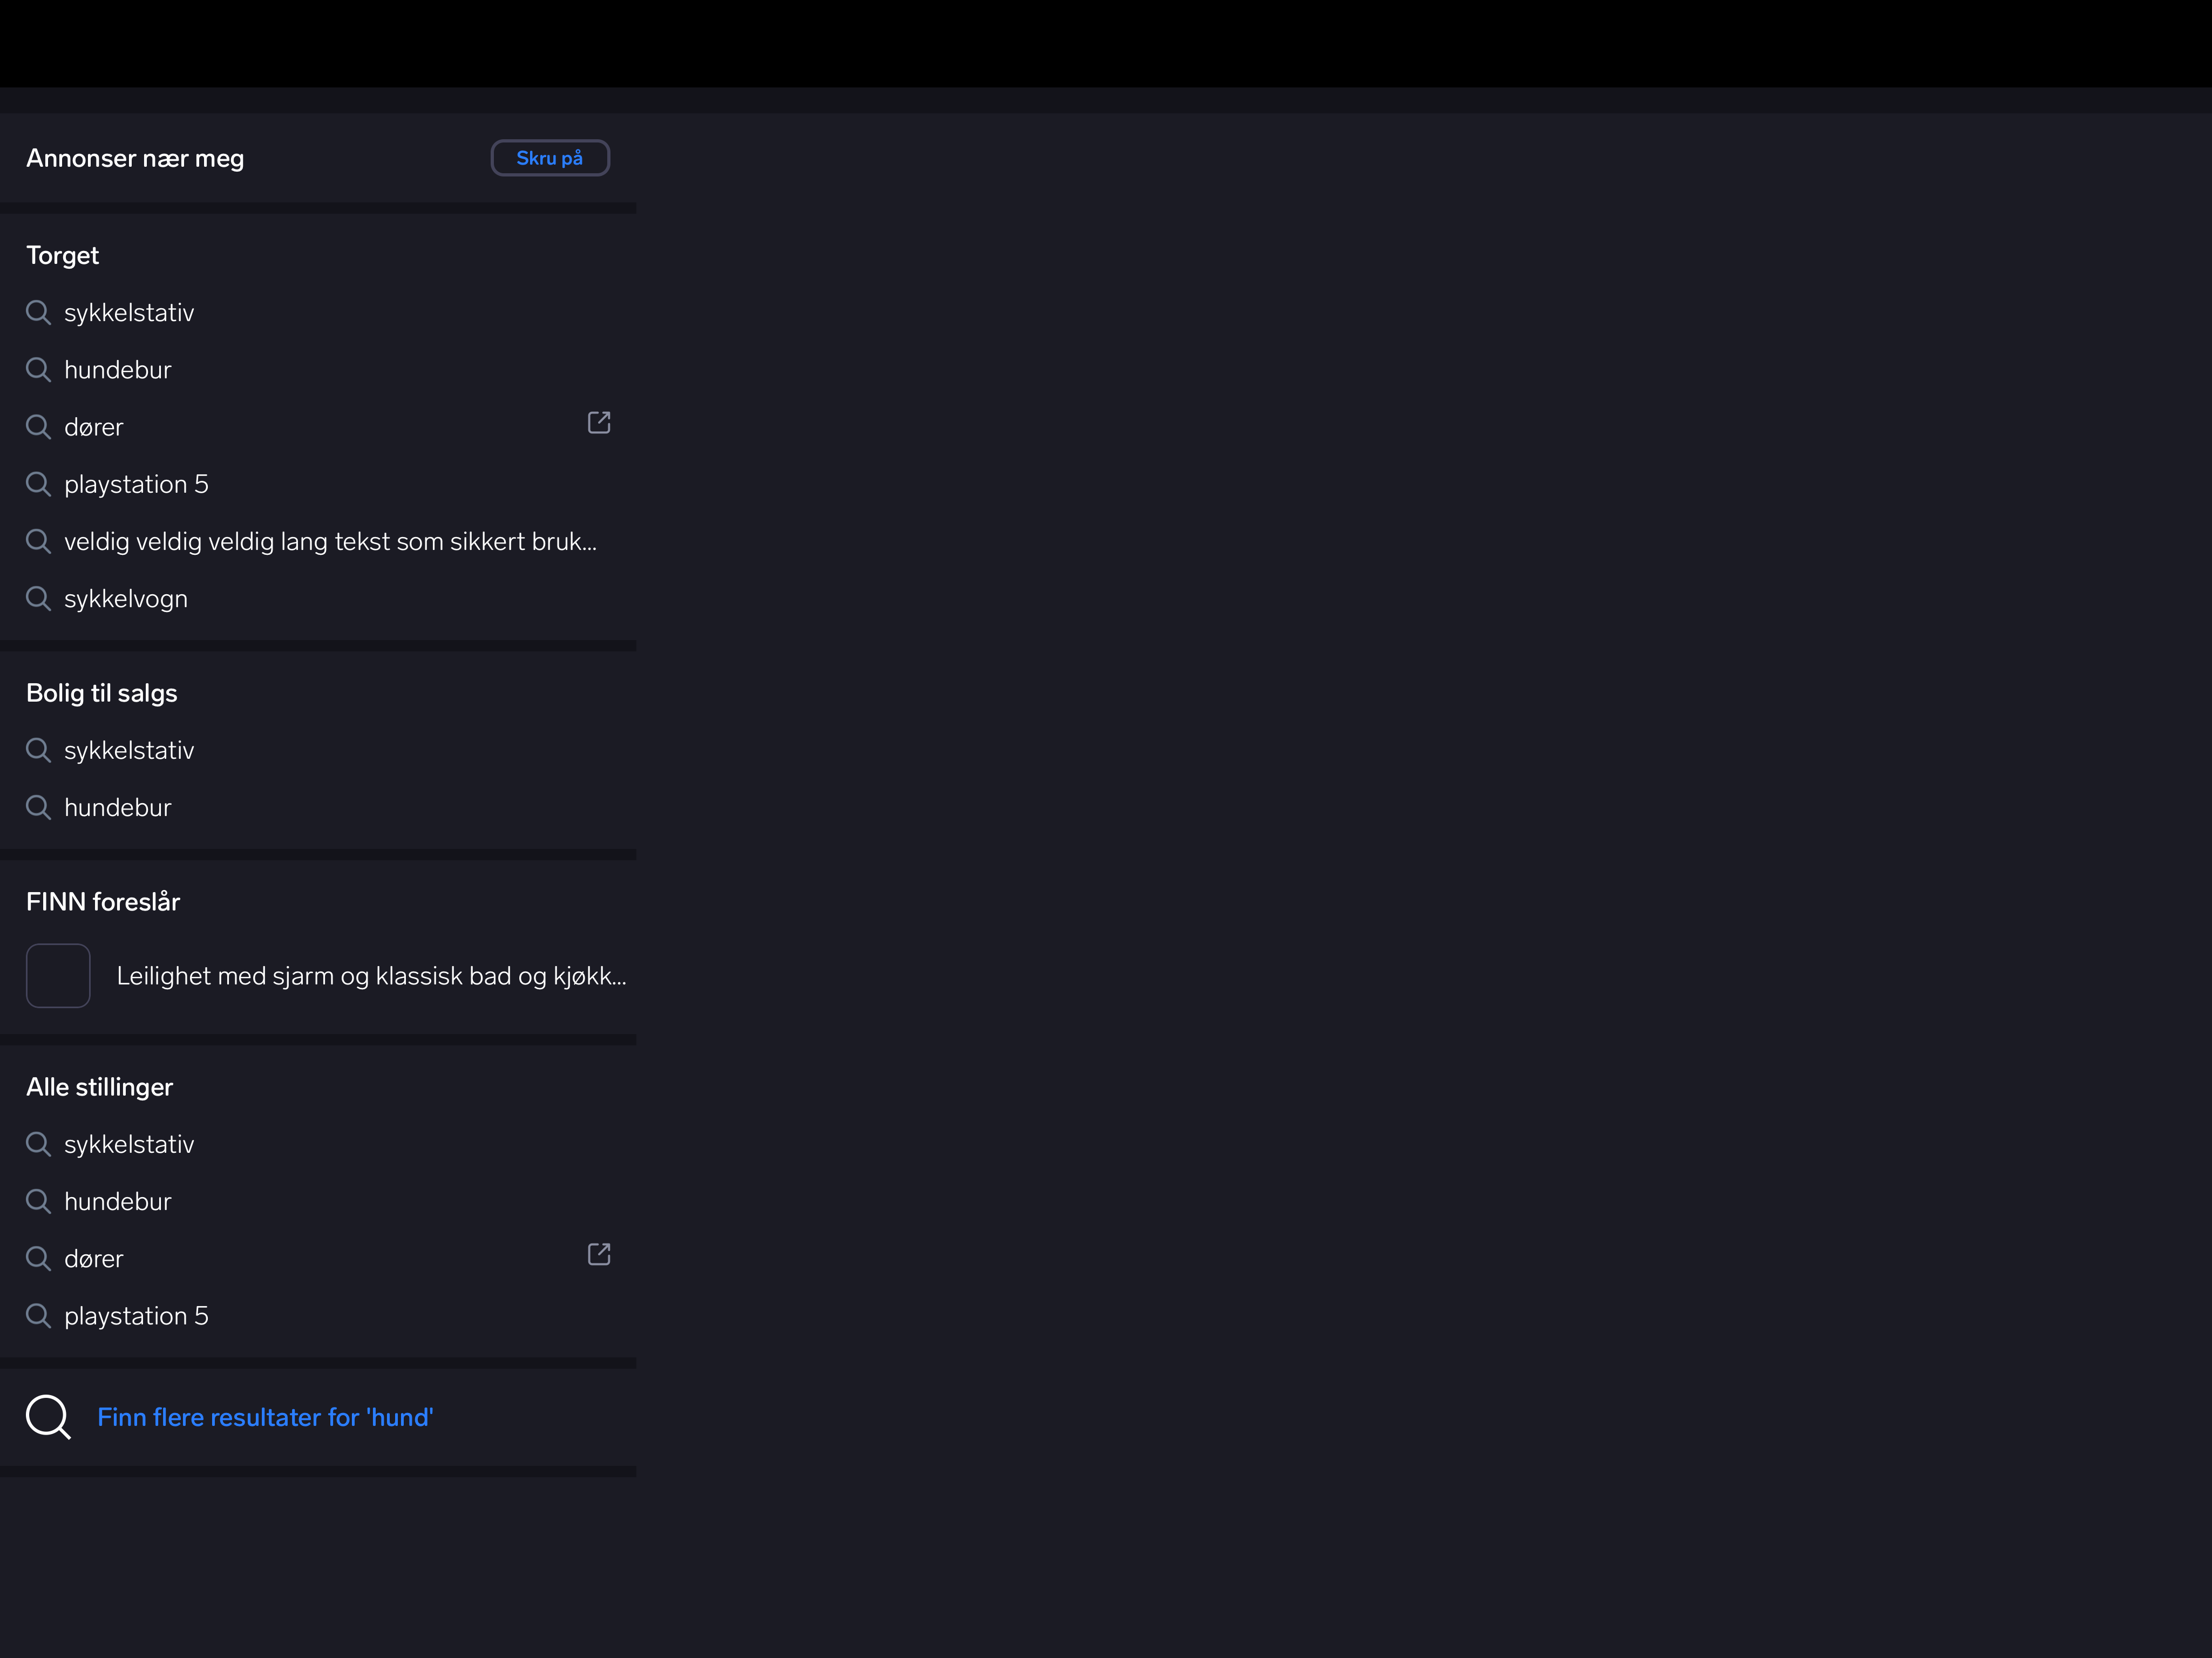 Annonser nær meg
Skru på
Torget
sykkelstativ
hundebur
dører
playstation 5
veldig veldig veldig lang tekst som sikkert bruk...
sykkelvogn
Bolig til salgs
sykkelstativ
hundebur
FINN foreslår
Leilighet med sjarm og klassisk bad og kjøkk...
Alle stillinger
sykkelstativ
hundebur
dører
playstation 5
Finn flere resultater for 'hund'